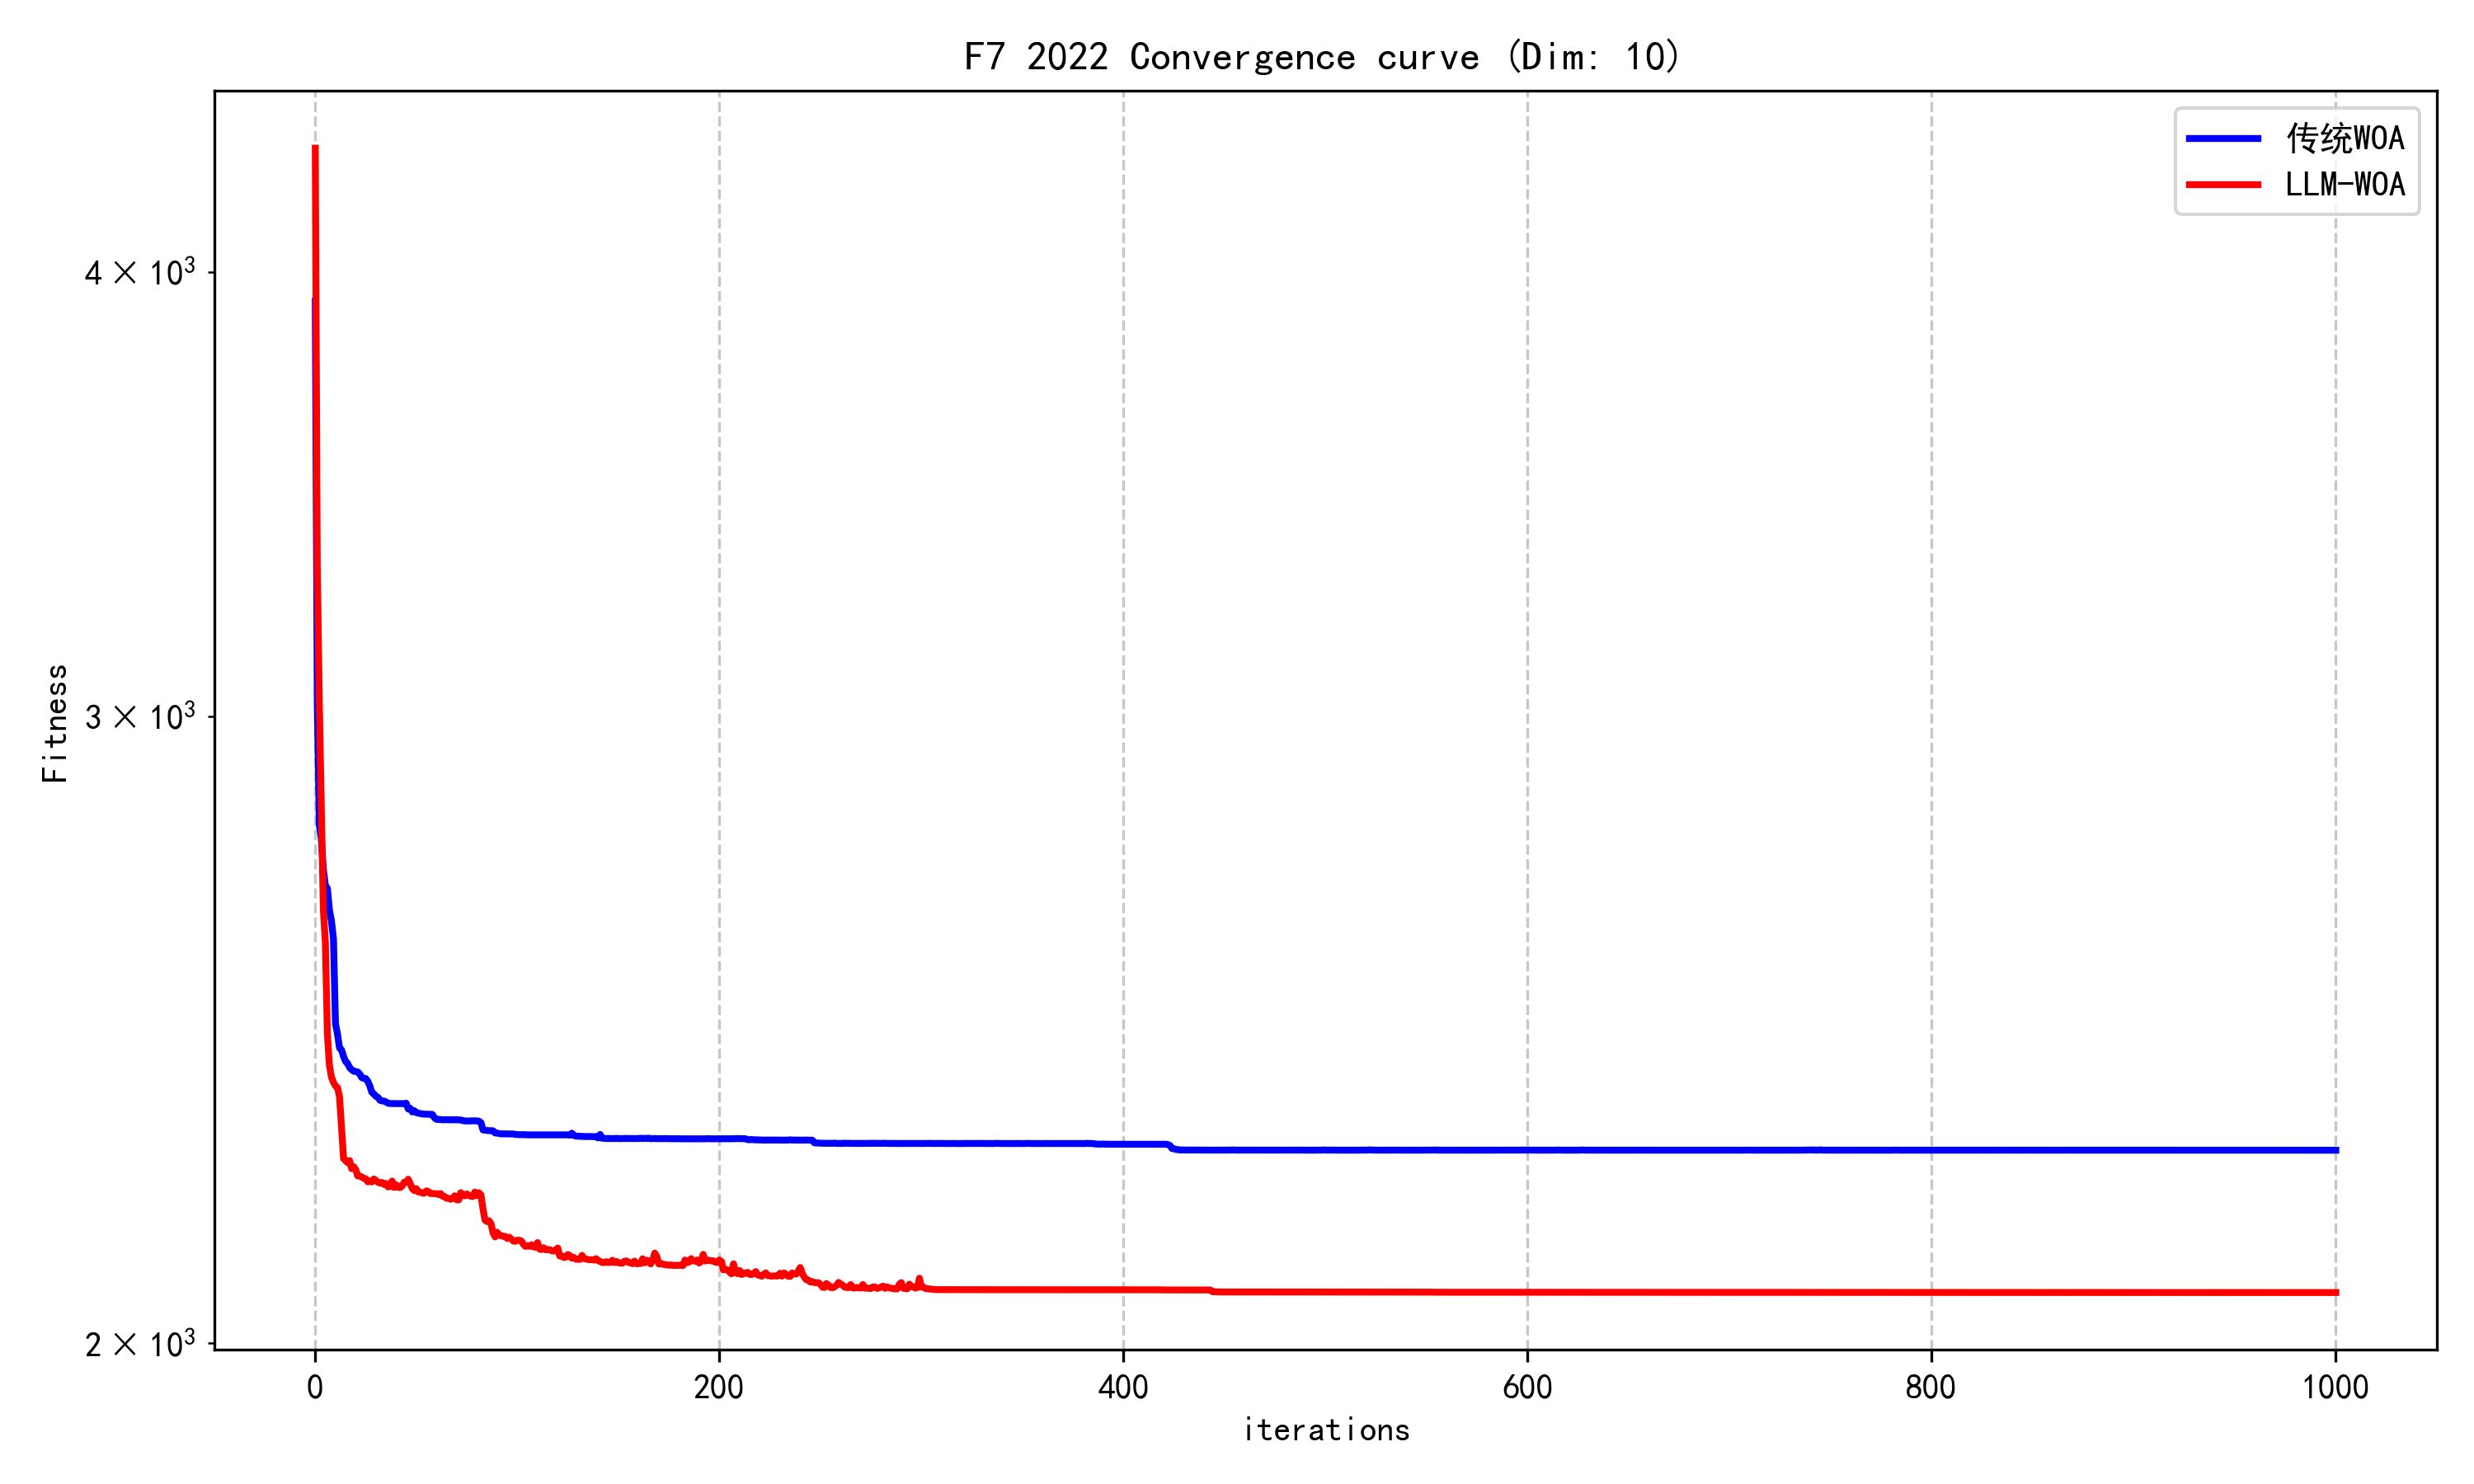 F7 2022 Convergence curve (Dim: 10)
传统WOA
LLM-WOA
Fitness
4 × 10³
3 × 10³
2 × 10³
0 200 400 600 800 1000
iterations